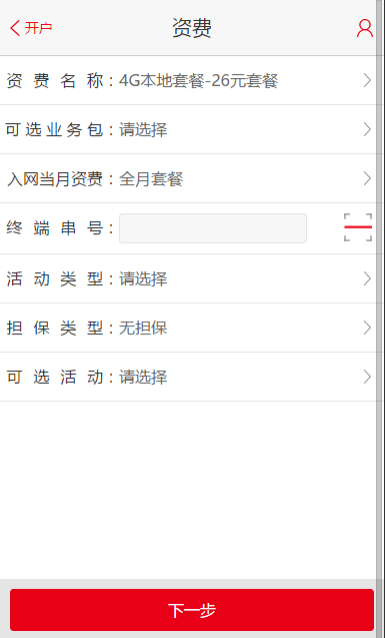 开户
资费
资费名称：4G本地套餐-26元套餐
可选业务包：请选择
入网当月资费：全月套餐
终端串号：
活动类型：请选择
担保类型：无担保
可选活动：请选择
下一步